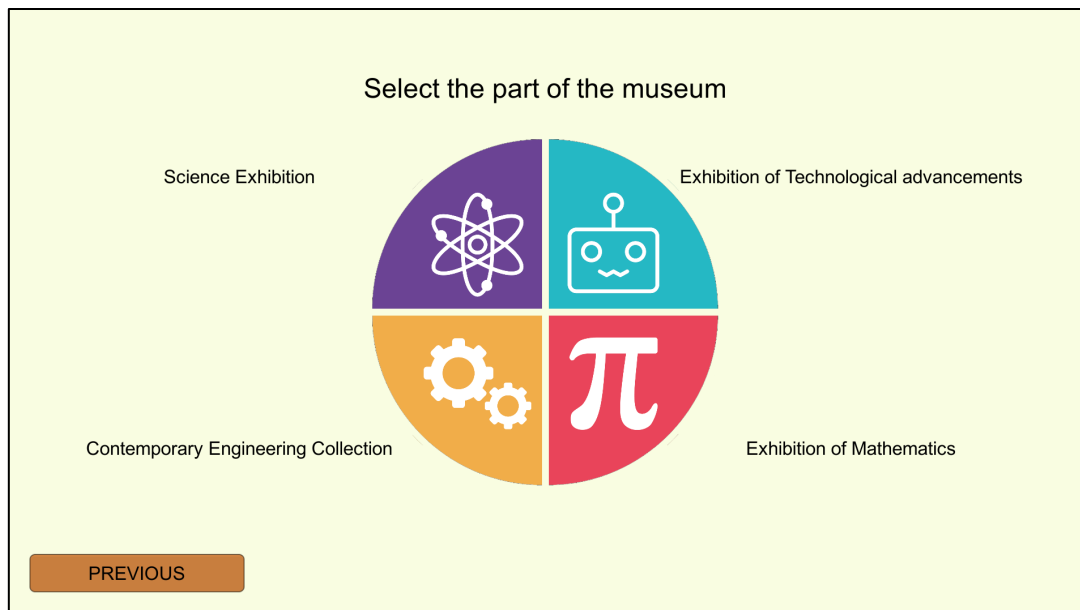 Select the part of the museum
Science Exhibition
Exhibition of Technological advancements
π
Contemporary Engineering Collection
Exhibition of Mathematics
PREVIOUS